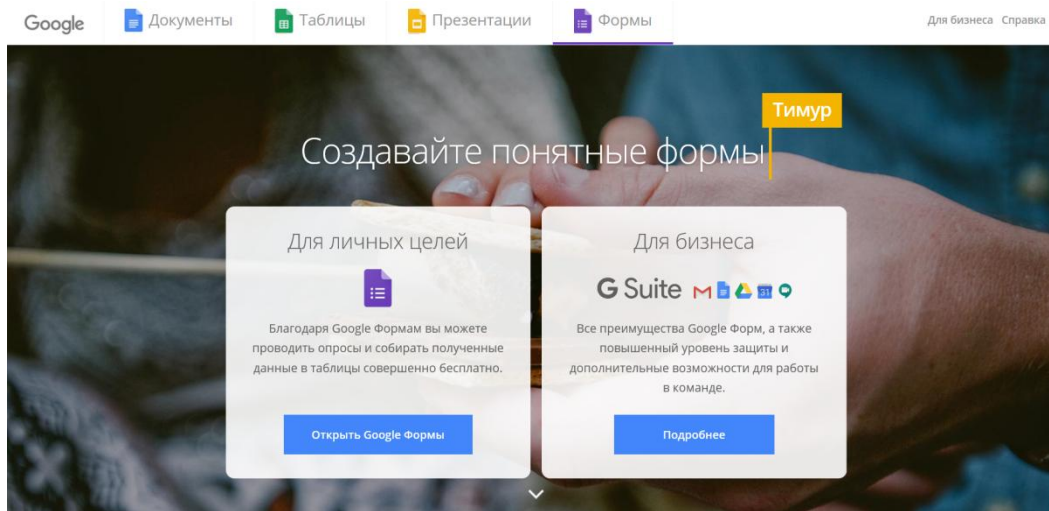 Google Документы Таблицы Презентации Формы Для бизнеса Справка
Тимур
Создавайте понятные формы
Для личных целей
Благодаря Google Формам вы можете
проводить опросы и собирать полученные
данные в таблицы совершенно бесплатно.
Открыть Google Формы
Для бизнеса
G Suite
31
Все преимущества Google Форм, а также
повышенный уровень защиты и
дополнительные возможности для работы
в команде.
Подробнее